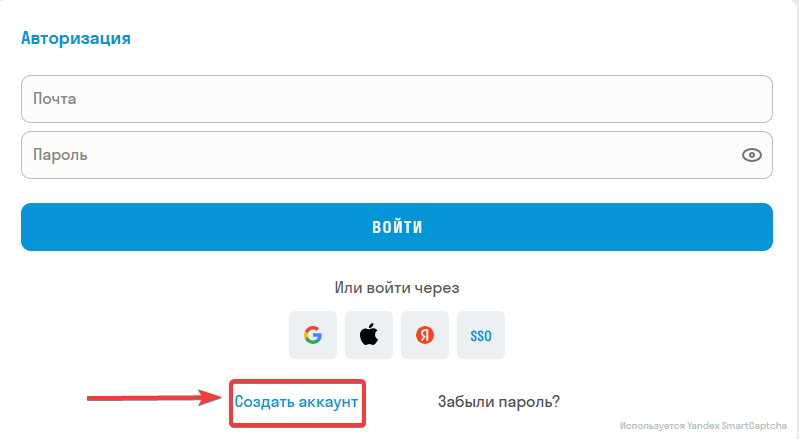 Авторизация
Почта
Пароль
ВОЙТИ
Или войти через
G Я SSO
Создать аккаунт Забыли пароль?
Используется Yandex SmartCaptcha